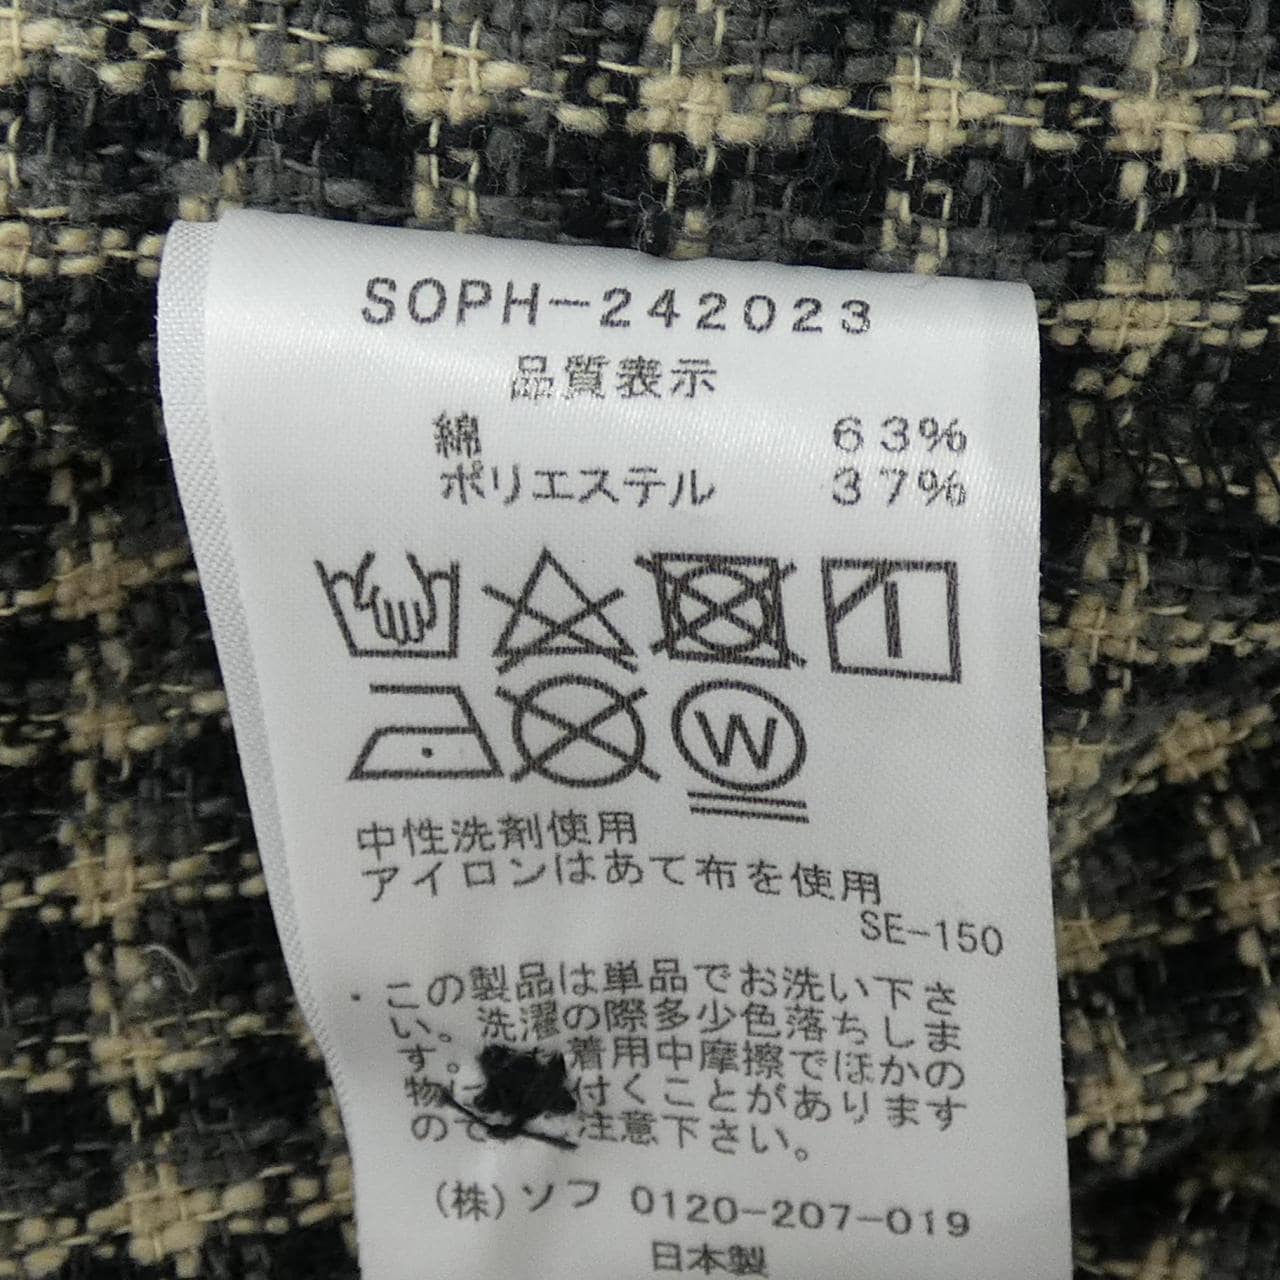 SOPH-242023
品質表示
綿 63%
ポリエステル 37%
W
中性洗剤使用
アイロンはあて布を使用
SE-150
・この製品は単品でお洗い下さ
い。洗濯の際多少色落ちしま
す。 着用中摩擦でほかの
物に 付くことがあります
ので 注意下さい。
(株)ソフ 0120-207-019
日本製